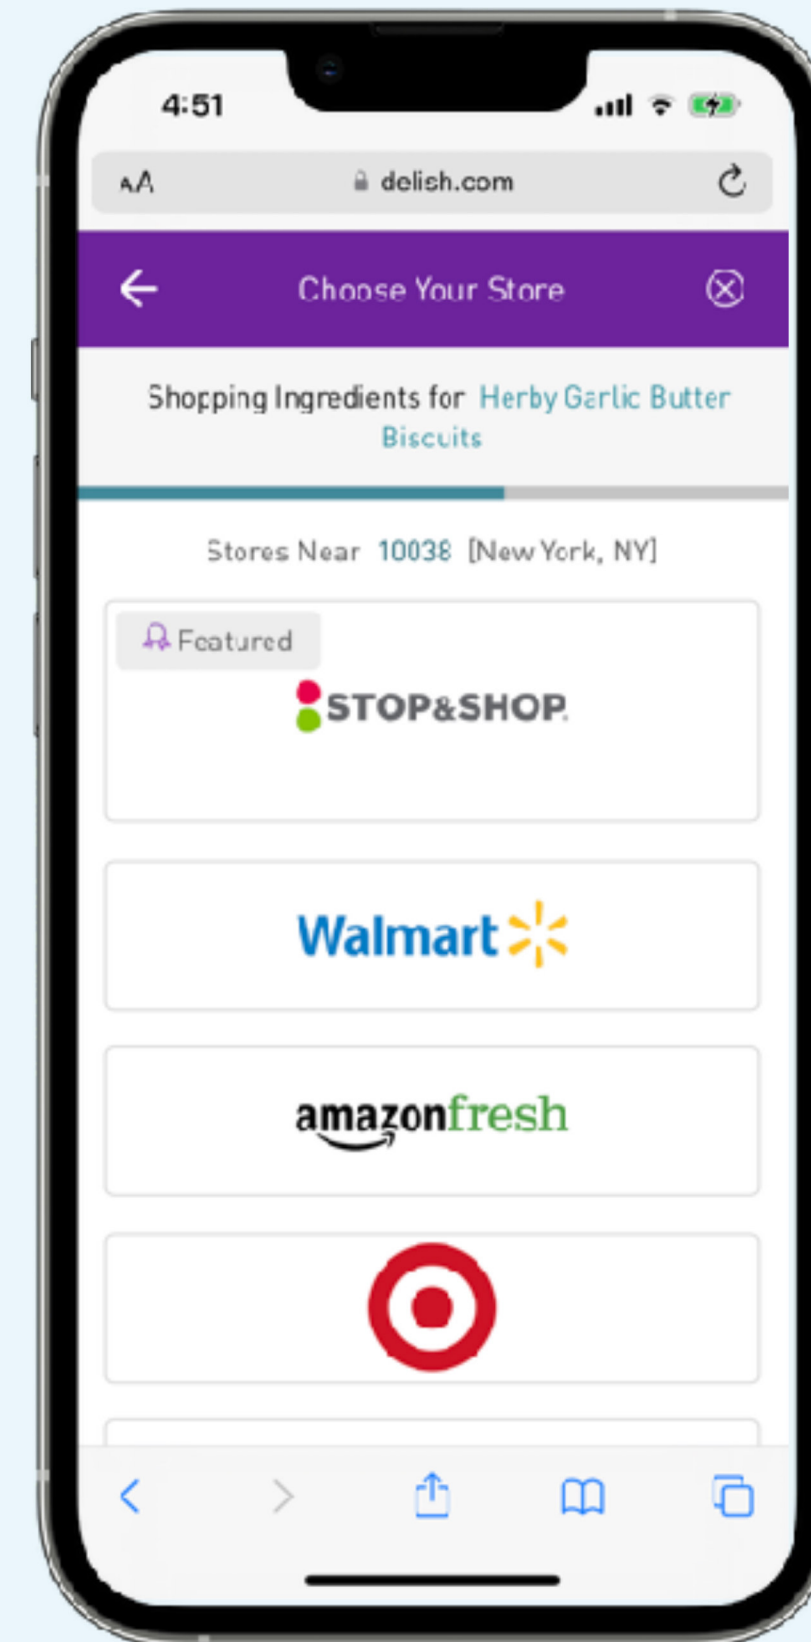 4:51
AA delish.com
Choose Your Store
Shopping Ingredients for Herby Garlic Butter
Biscuits
Stores Near 10038 [New York, NY]
Featured
STOP&SHOP.
Walmart
amazonfresh